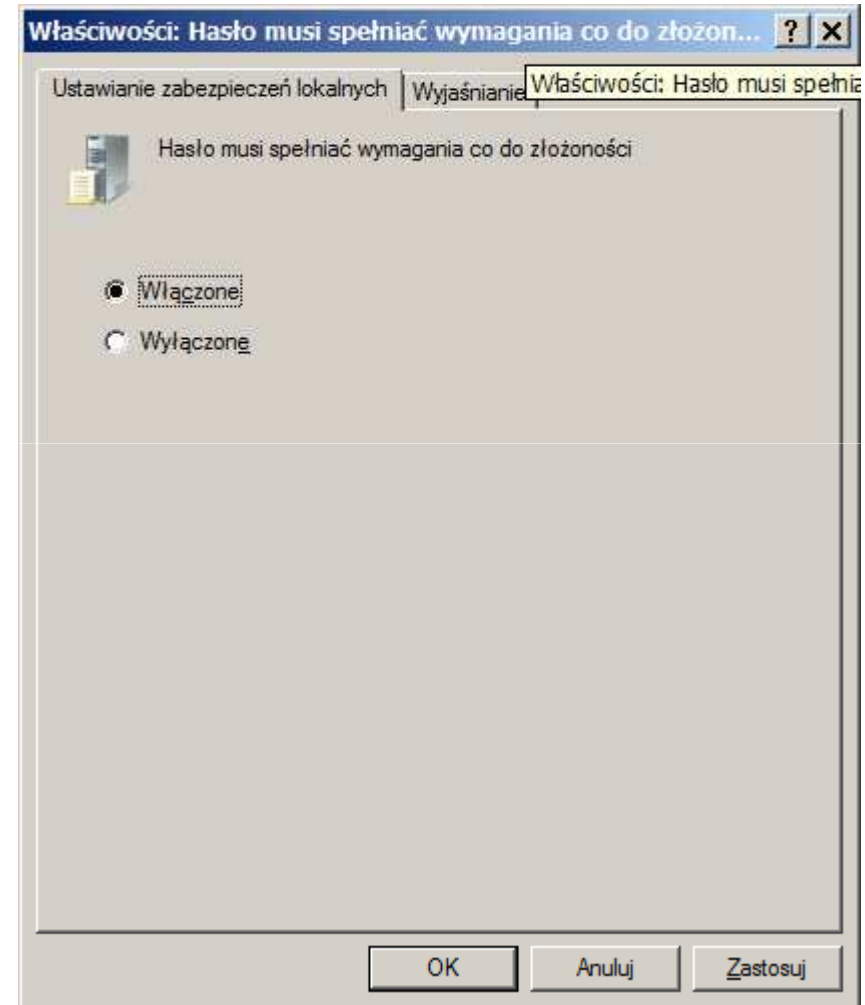 Właściwości: Hasło musi spełniać wymagania co do złożon...
Ustawianie zabezpieczeń lokalnych
Wyjaśnianie
Właściwości: Hasło musi spełnia
Hasło musi spełniać wymagania co do złożoności
Włączone
Wyłączone
OK
Anuluj
Zastosuj